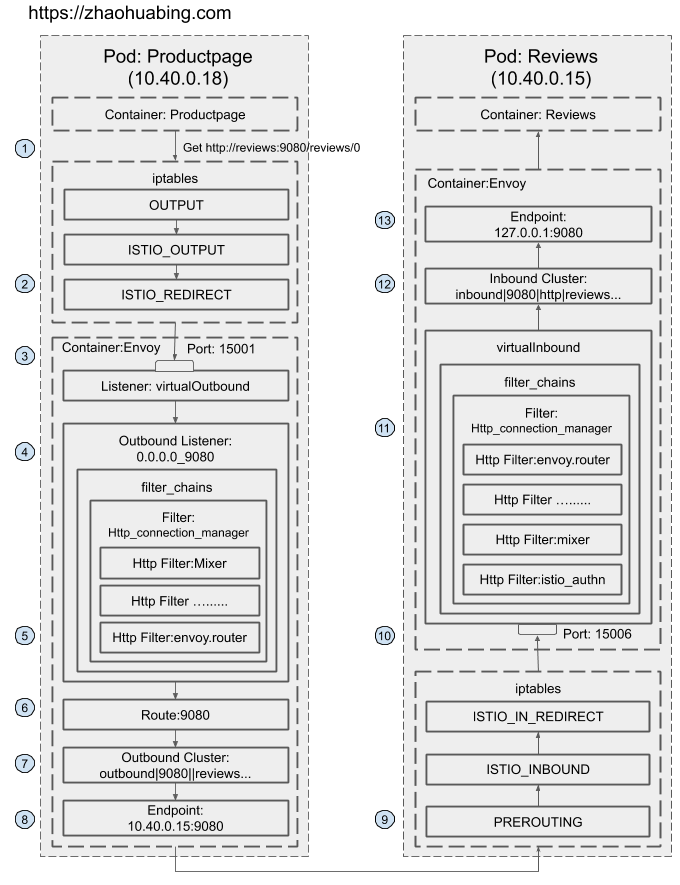 https://zhaohuabing.com
Pod: Productpage
(10.40.0.18)
Container: Productpage
1
Get http://reviews:9080/reviews/0
iptables
OUTPUT
ISTIO_OUTPUT
2
ISTIO_REDIRECT
3
Container:Envoy
Port: 15001
Listener: virtualOutbound
4
Outbound Listener:
0.0.0.0_9080
filter_chains
Filter:
Http_connection_manager
Http Filter:Mixer
Http Filter ….......
5
Http Filter:envoy.router
6
Route:9080
7
Outbound Cluster:
outbound|9080||reviews...
8
Endpoint:
10.40.0.15:9080
Pod: Reviews
(10.40.0.15)
Container: Reviews
Container:Envoy
13
Endpoint:
127.0.0.1:9080
12
Inbound Cluster:
inbound|9080|http|reviews...
virtualInbound
filter_chains
11
Filter:
Http_connection_manager
Http Filter:envoy.router
Http Filter ….......
Http Filter:mixer
Http Filter:istio_authn
10
Port: 15006
iptables
ISTIO_IN_REDIRECT
ISTIO_INBOUND
9
PREROUTING